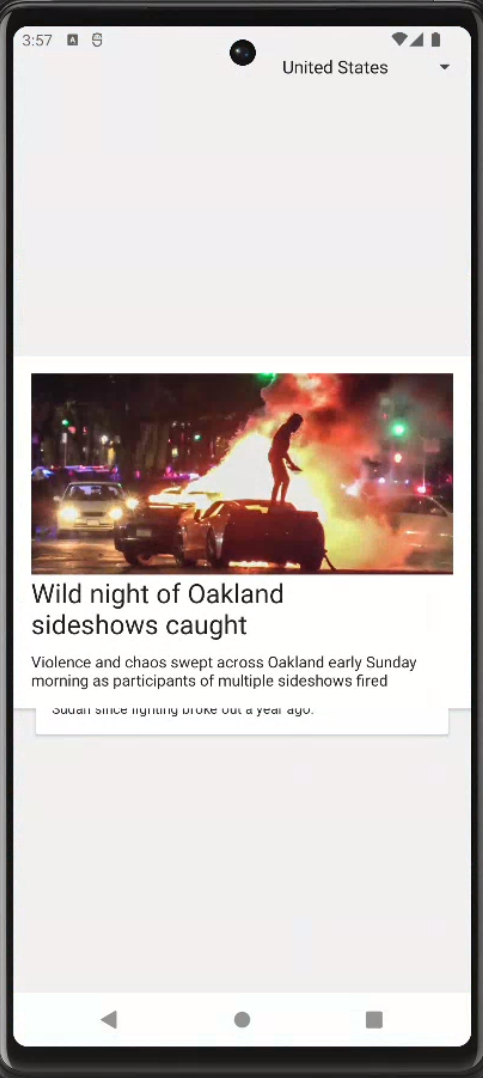 3:57
United States
Wild night of Oakland
sideshows caught
Violence and chaos swept across Oakland early Sunday
morning as participants of multiple sideshows fired
Sudan since fighting broke out a year ago.